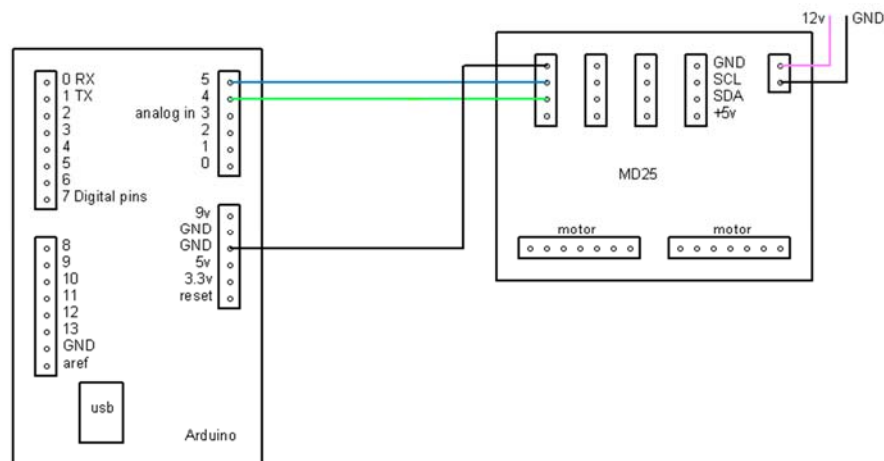 12v GND
0 RX
1 TX
2
3
4
5
6
7 Digital pins
5
4
analog in 3
2
1
0
9v
GND
GND
5v
3.3v
reset
8
9
10
11
12
13
GND
aref
usb
Arduino
GND
SCL
SDA
+5v
MD25
motor motor